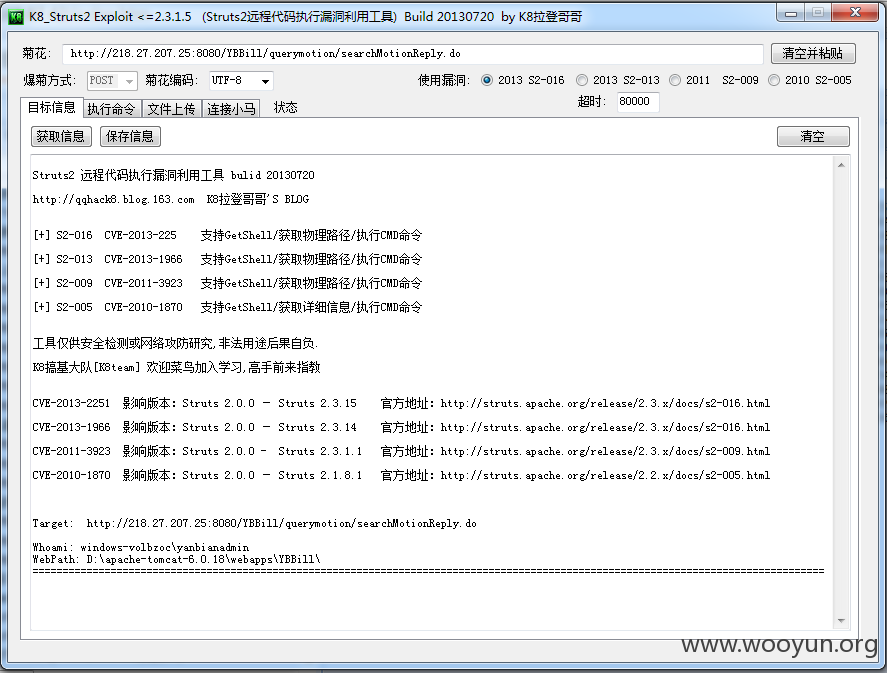 K8_Struts2 Exploit <=2.3.1.5 (Struts2远程代码执行漏洞利用工具) Build 20130720 by K8拉登哥哥
菊花: http://218.27.207.25:8080/YBBill/querymotion/searchMotionReply.do 清空并粘贴
爆菊方式: POST 菊花编码: UTF-8 使用漏洞: 2013 S2-016 2013 S2-013 2011 S2-009 2010 S2-005
超时: 80000
目标信息 执行命令 文件上传 连接小马 状态
获取信息 保存信息 清空
Struts2 远程代码执行漏洞利用工具 bulid 20130720
http://qqhack8.blog.163.com K8拉登哥哥'S BLOG
[+] S2-016 CVE-2013-225 支持GetShell/获取物理路径/执行CMD命令
[+] S2-013 CVE-2013-1966 支持GetShell/获取物理路径/执行CMD命令
[+] S2-009 CVE-2011-3923 支持GetShell/获取物理路径/执行CMD命令
[+] S2-005 CVE-2010-1870 支持GetShell/获取详细信息/执行CMD命令
工具仅供安全检测或网络攻防研究,非法用途后果自负.
K8搞基大队[K8team] 欢迎菜鸟加入学习,高手前来指教
CVE-2013-2251 影响版本: Struts 2.0.0 – Struts 2.3.15 官方地址: http://struts.apache.org/release/2.3.x/docs/s2-016.html
CVE-2013-1966 影响版本: Struts 2.0.0 – Struts 2.3.14 官方地址: http://struts.apache.org/release/2.3.x/docs/s2-016.html
CVE-2011-3923 影响版本: Struts 2.0.0 - Struts 2.3.1.1 官方地址: http://struts.apache.org/release/2.3.x/docs/s2-009.html
CVE-2010-1870 影响版本: Struts 2.0.0 – Struts 2.1.8.1 官方地址: http://struts.apache.org/release/2.2.x/docs/s2-005.html
Target: http://218.27.207.25:8080/YBBill/querymotion/searchMotionReply.do
Whoami: windows-volbzoc\yanbianadmin
WebPath: D:\apache-tomcat-6.0.18\webapps\YBBill\
====================================================================================================================================
www.wooyun.org